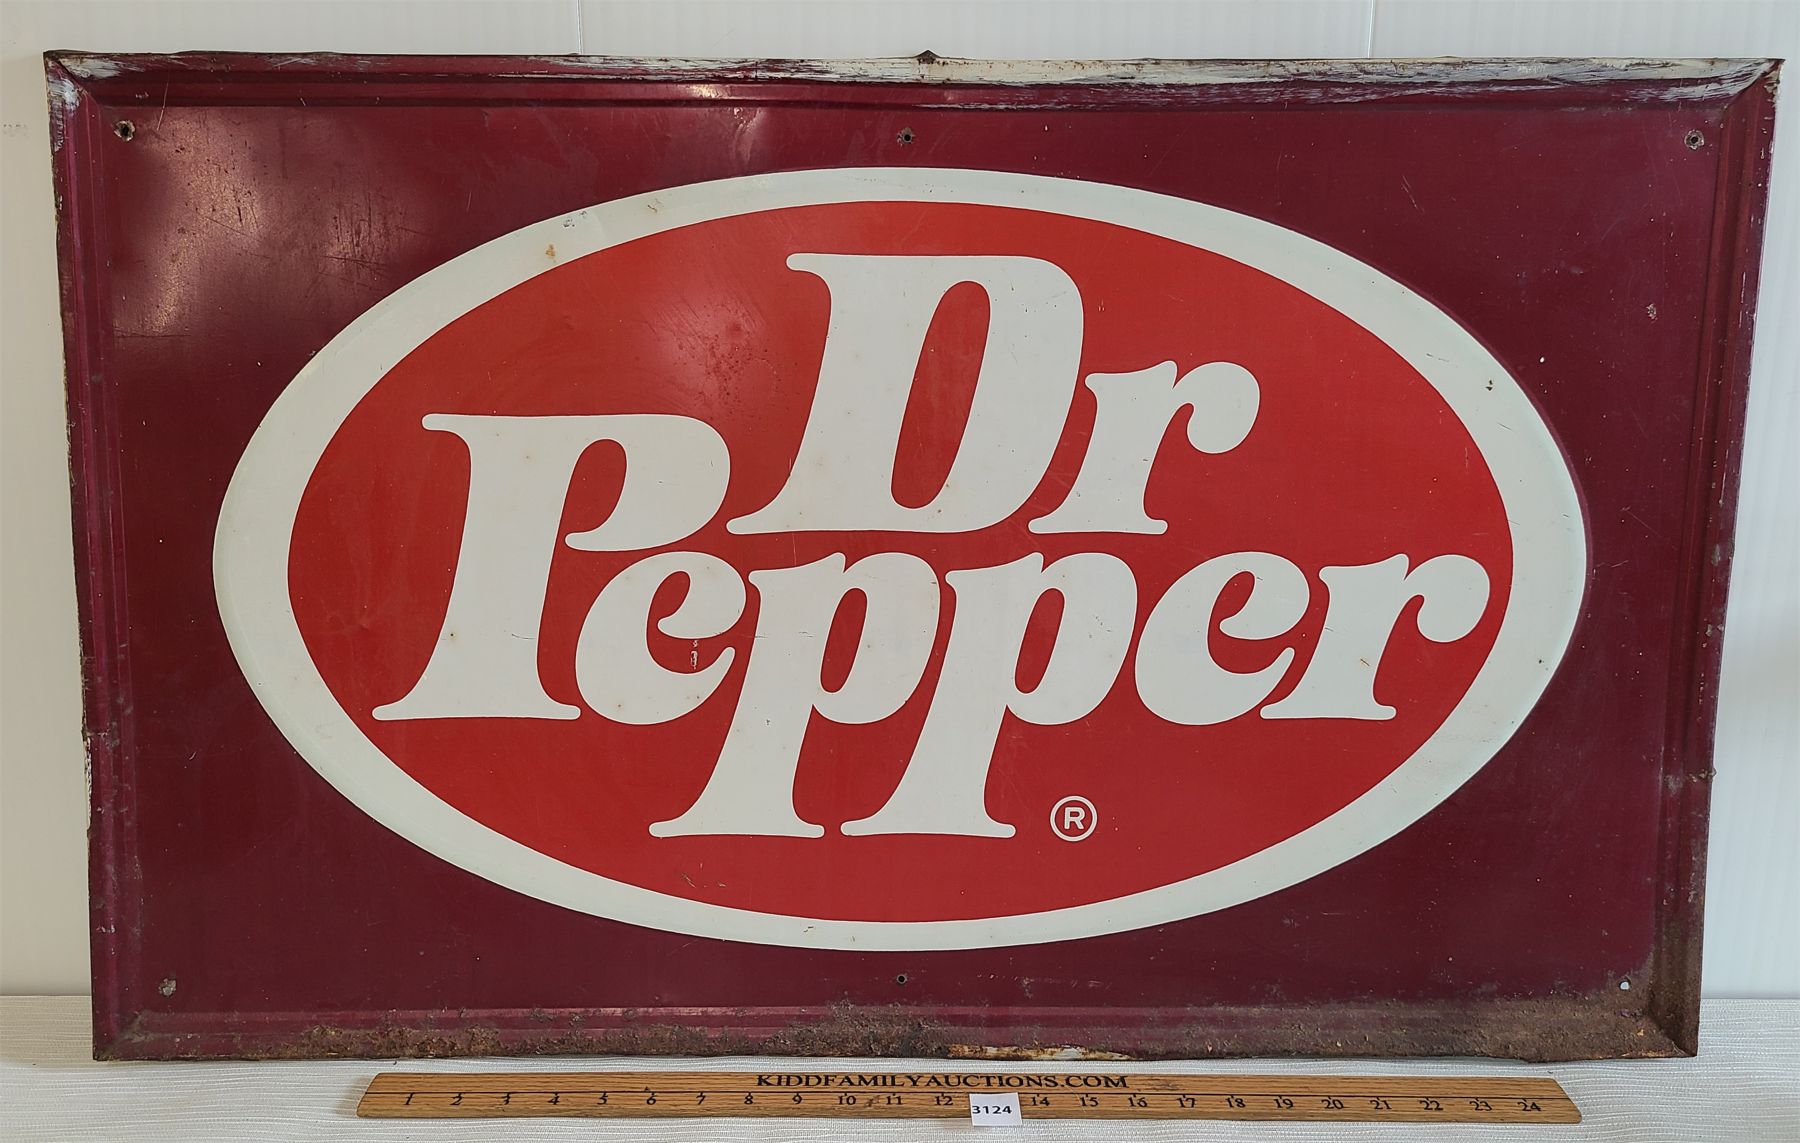 Dr
Pepper
®
KIDDFAMILYAUCTIONS.COM
1 2 3 4 5 6 7 8 9 10 11 12 14 15 16 17 18 19 20 21 22 23 24
3124